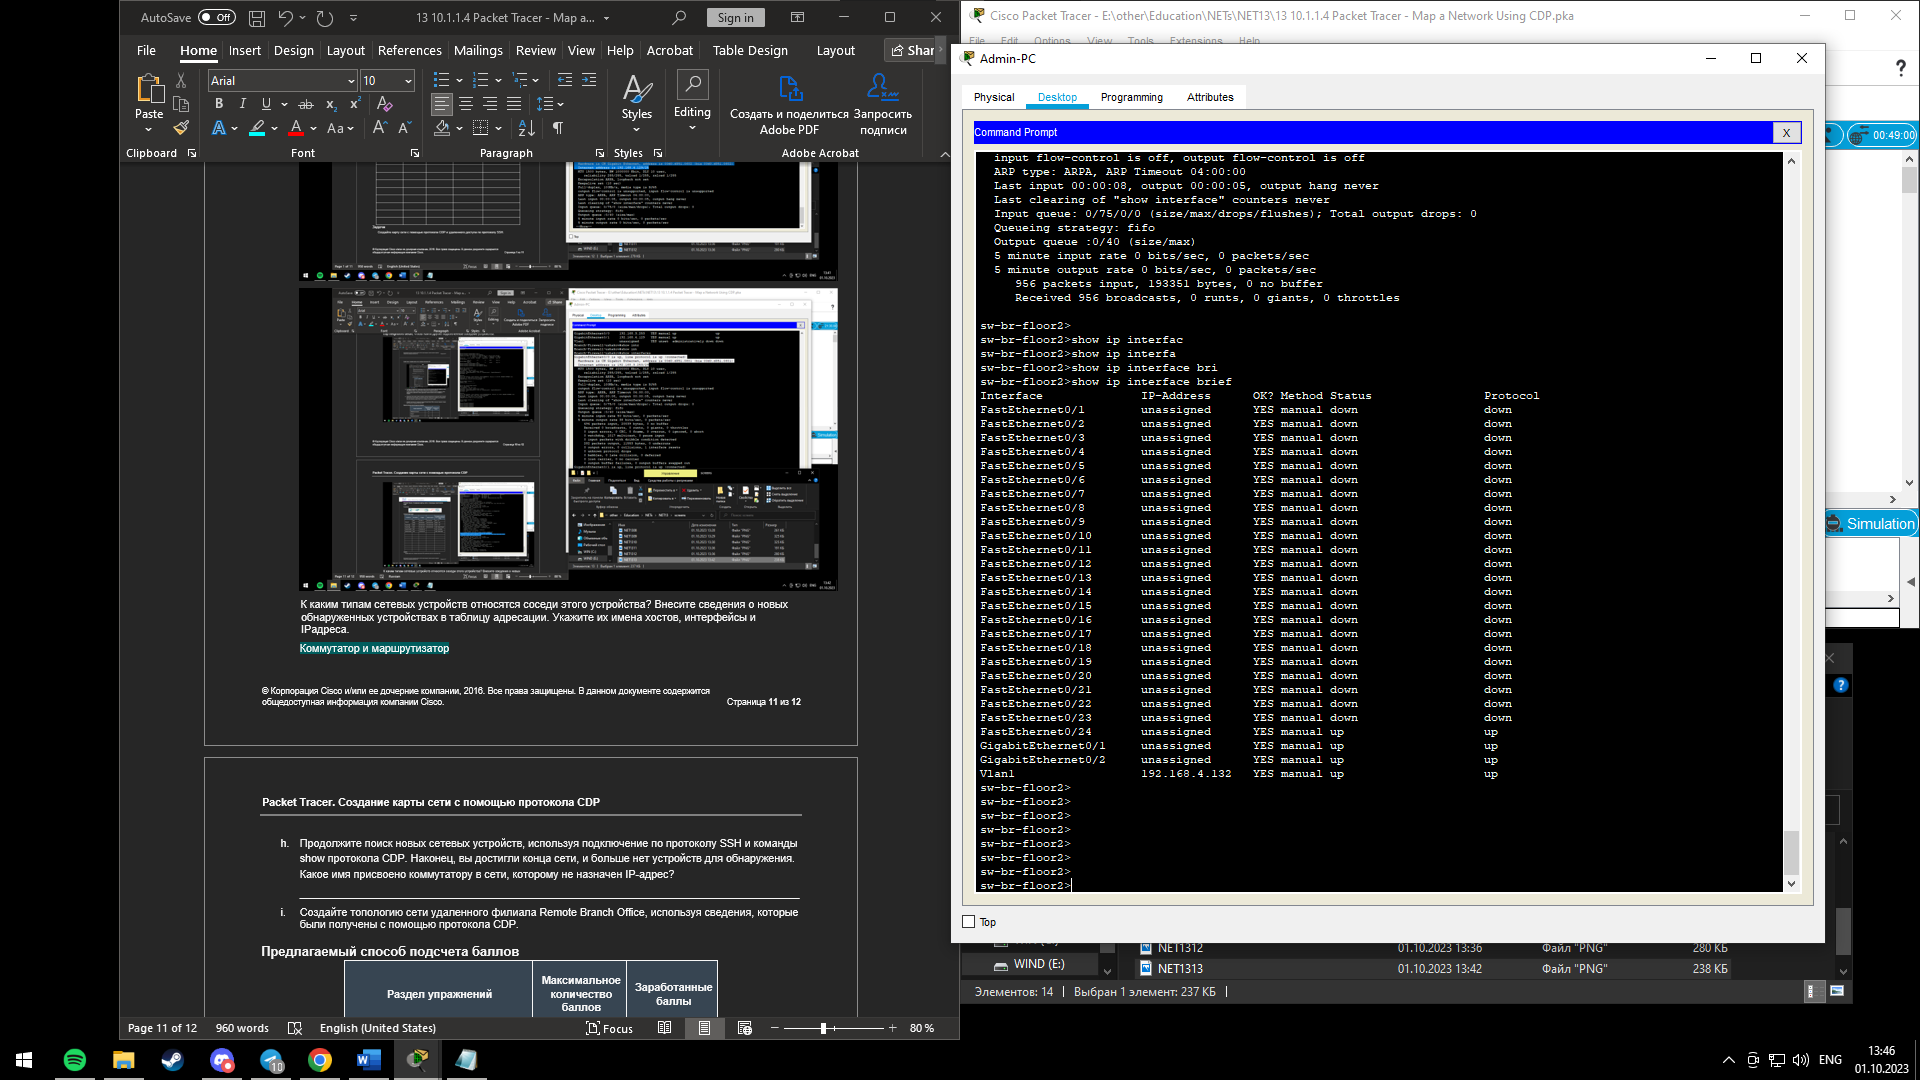 AutoSave
Off
13 10.1.1.4 Packet Tracer - Map a...
Sign in
File
Home
Insert
Design
Layout
References
Mailings
Review
View
Help
Acrobat
Table Design
Layout
Shar
Paste
Arial
10
Styles
Editing
Создать и поделиться
Adobe PDF
Запросить
подписи
Clipboard
Font
Paragraph
Styles
Adobe Acrobat
К каким типам сетевых устройств относятся соседи этого устройства? Внесите сведения о новых
обнаруженных устройствах в таблицу адресации. Укажите их имена хостов, интерфейсы и
IPадреса.
Коммутатор и маршрутизатор
© Корпорация Cisco и/или ее дочерние компании, 2016. Все права защищены. В данном документе содержится
общедоступная информация компании Cisco.
Страница 11 из 12
Packet Tracer. Создание карты сети с помощью протокола CDP
h. Продолжите поиск новых сетевых устройств, используя подключение по протоколу SSH и команды
show протокола CDP. Наконец, вы достигли конца сети, и больше нет устройств для обнаружения.
Какое имя присвоено коммутатору в сети, которому не назначен IP-адрес?
i. Создайте топологию сети удаленного филиала Remote Branch Office, используя сведения, которые
были получены с помощью протокола CDP.
Предлагаемый способ подсчета баллов
Раздел упражнений
Максимальное
количество
баллов
Заработанные
баллы
Page 11 of 12
960 words
English (United States)
Focus
80 %
Cisco Packet Tracer - E:\other\Education\NETs\NET13\13 10.1.1.4 Packet Tracer - Map a Network Using CDP.pka
File Edit Options View Tools Extensions Help
00:49:00
Simulation
Admin-PC
Physical
Desktop
Programming
Attributes
Command Prompt
X
input flow-control is off, output flow-control is off
ARP type: ARPA, ARP Timeout 04:00:00
Last input 00:00:08, output 00:00:05, output hang never
Last clearing of "show interface" counters never
Input queue: 0/75/0/0 (size/max/drops/flushes); Total output drops: 0
Queueing strategy: fifo
Output queue :0/40 (size/max)
5 minute input rate 0 bits/sec, 0 packets/sec
5 minute output rate 0 bits/sec, 0 packets/sec
956 packets input, 193351 bytes, 0 no buffer
Received 956 broadcasts, 0 runts, 0 giants, 0 throttles
sw-br-floor2>
sw-br-floor2>show ip interfac
sw-br-floor2>show ip interfa
sw-br-floor2>show ip interface bri
sw-br-floor2>show ip interface brief
Interface IP-Address OK? Method Status Protocol
FastEthernet0/1 unassigned YES manual down down
FastEthernet0/2 unassigned YES manual down down
FastEthernet0/3 unassigned YES manual down down
FastEthernet0/4 unassigned YES manual down down
FastEthernet0/5 unassigned YES manual down down
FastEthernet0/6 unassigned YES manual down down
FastEthernet0/7 unassigned YES manual down down
FastEthernet0/8 unassigned YES manual down down
FastEthernet0/9 unassigned YES manual down down
FastEthernet0/10 unassigned YES manual down down
FastEthernet0/11 unassigned YES manual down down
FastEthernet0/12 unassigned YES manual down down
FastEthernet0/13 unassigned YES manual down down
FastEthernet0/14 unassigned YES manual down down
FastEthernet0/15 unassigned YES manual down down
FastEthernet0/16 unassigned YES manual down down
FastEthernet0/17 unassigned YES manual down down
FastEthernet0/18 unassigned YES manual down down
FastEthernet0/19 unassigned YES manual down down
FastEthernet0/20 unassigned YES manual down down
FastEthernet0/21 unassigned YES manual down down
FastEthernet0/22 unassigned YES manual down down
FastEthernet0/23 unassigned YES manual down down
FastEthernet0/24 unassigned YES manual up up
GigabitEthernet0/1 unassigned YES manual up up
GigabitEthernet0/2 unassigned YES manual up up
Vlan1 192.168.4.132 YES manual up up
sw-br-floor2>
sw-br-floor2>
sw-br-floor2>
sw-br-floor2>
sw-br-floor2>
sw-br-floor2>
sw-br-floor2>
sw-br-floor2>
Top
WIND (E:)
NET1312 01.10.2023 13:36 Файл "PNG" 280 КБ
NET1313 01.10.2023 13:42 Файл "PNG" 238 КБ
Элементов: 14
Выбран 1 элемент: 237 КБ
10
ENG
13:46
01.10.2023